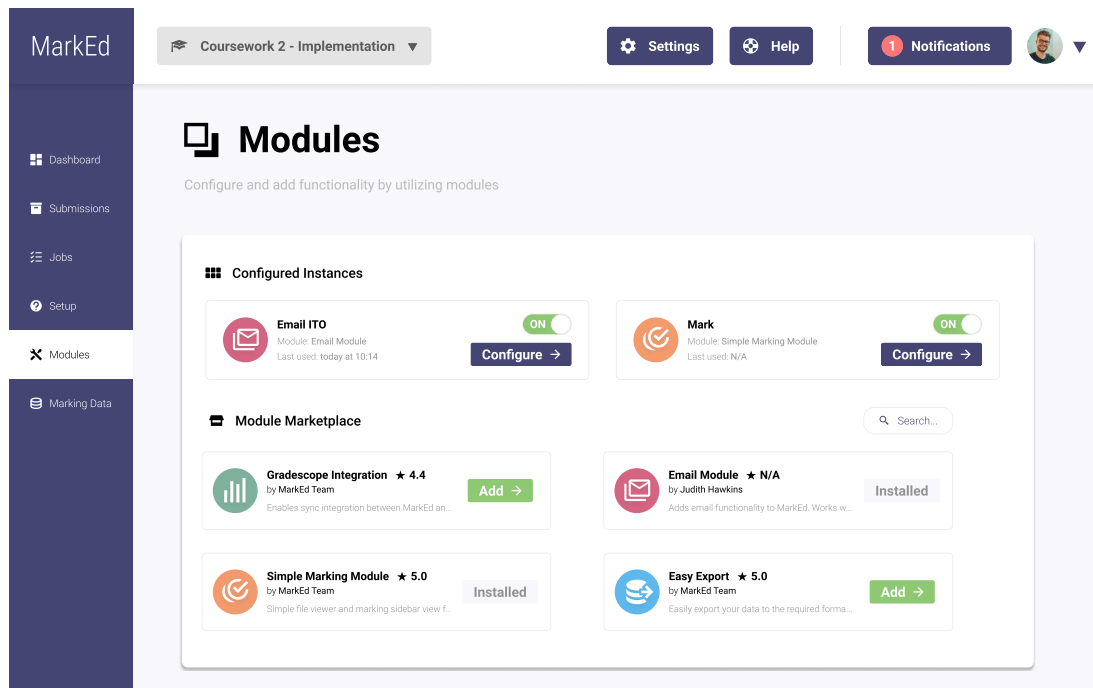 MarkEd
Coursework 2 - Implementation
Settings
Help
1 Notifications
Dashboard
Submissions
Jobs
Setup
Modules
Marking Data
Modules
Configure and add functionality by utilizing modules
Configured Instances
Email ITO
ON
Module: Email Module
Last used: today at 10:14
Configure →
Mark
ON
Module: Simple Marking Module
Last used: N/A
Configure →
Module Marketplace
Search...
Gradescope Integration ★ 4.4
by MarkEd Team
Enables sync integration between MarkEd an...
Add →
Email Module ★ N/A
by Judith Hawkins
Adds email functionality to MarkEd. Works w...
Installed
Simple Marking Module ★ 5.0
by MarkEd Team
Simple file viewer and marking sidebar view f...
Installed
Easy Export ★ 5.0
by MarkEd Team
Easily export your data to the required forma...
Add →